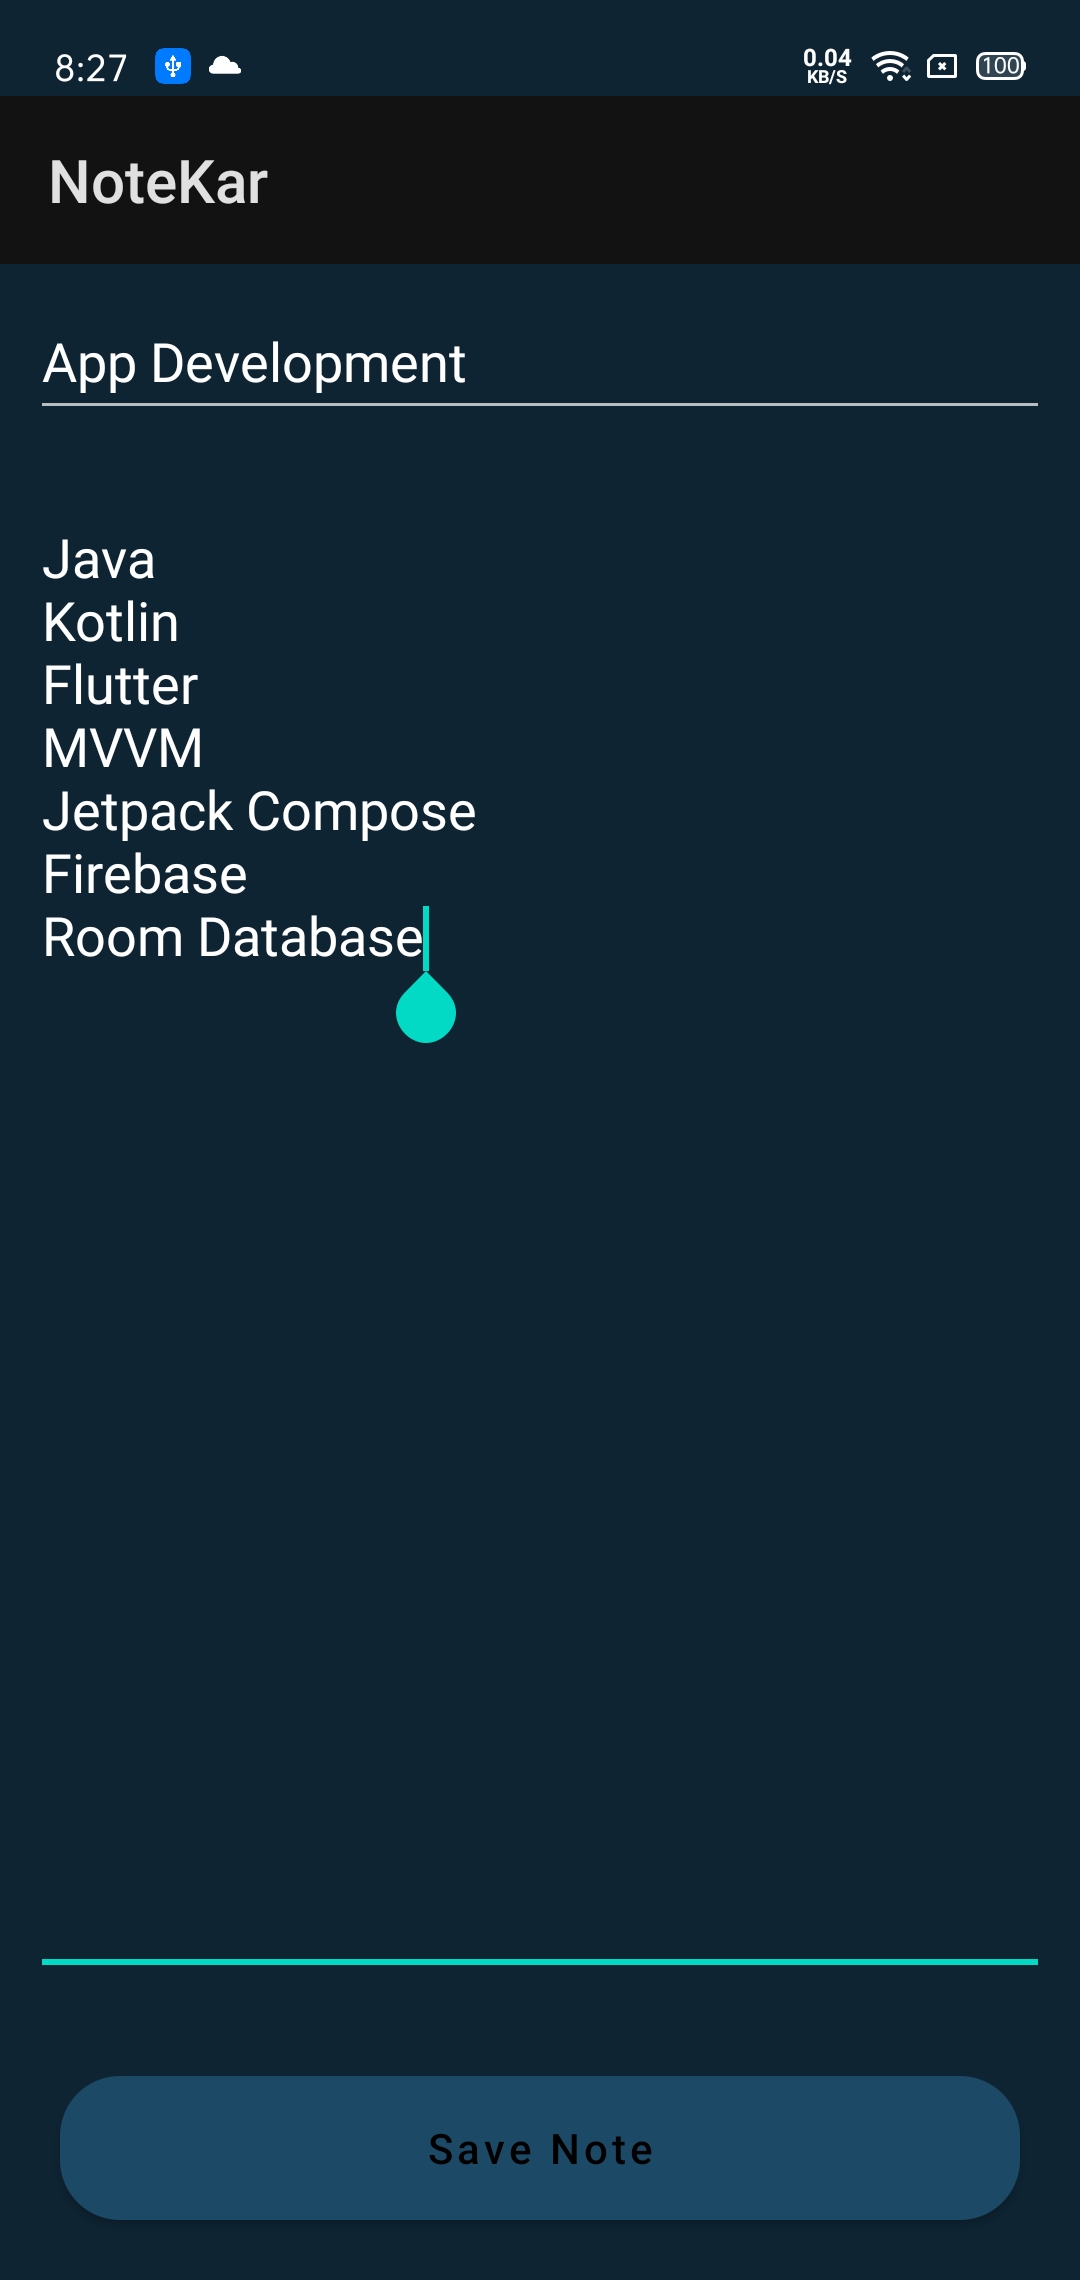 8:27
0.04
KB/S
100
NoteKar
App Development
Java
Kotlin
Flutter
MVVM
Jetpack Compose
Firebase
Room Database
Save Note